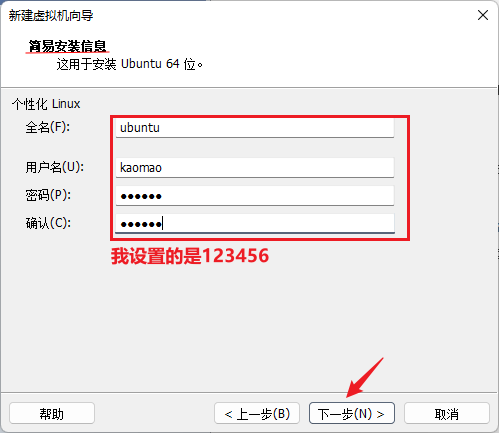 新建虚拟机向导
简易安装信息
这用于安装 Ubuntu 64 位。
个性化 Linux
全名(F): ubuntu
用户名(U): kaomao
密码(P): ●●●●●●
确认(C): ●●●●●●
我设置的是123456
帮助 < 上一步(B) 下一步(N) > 取消